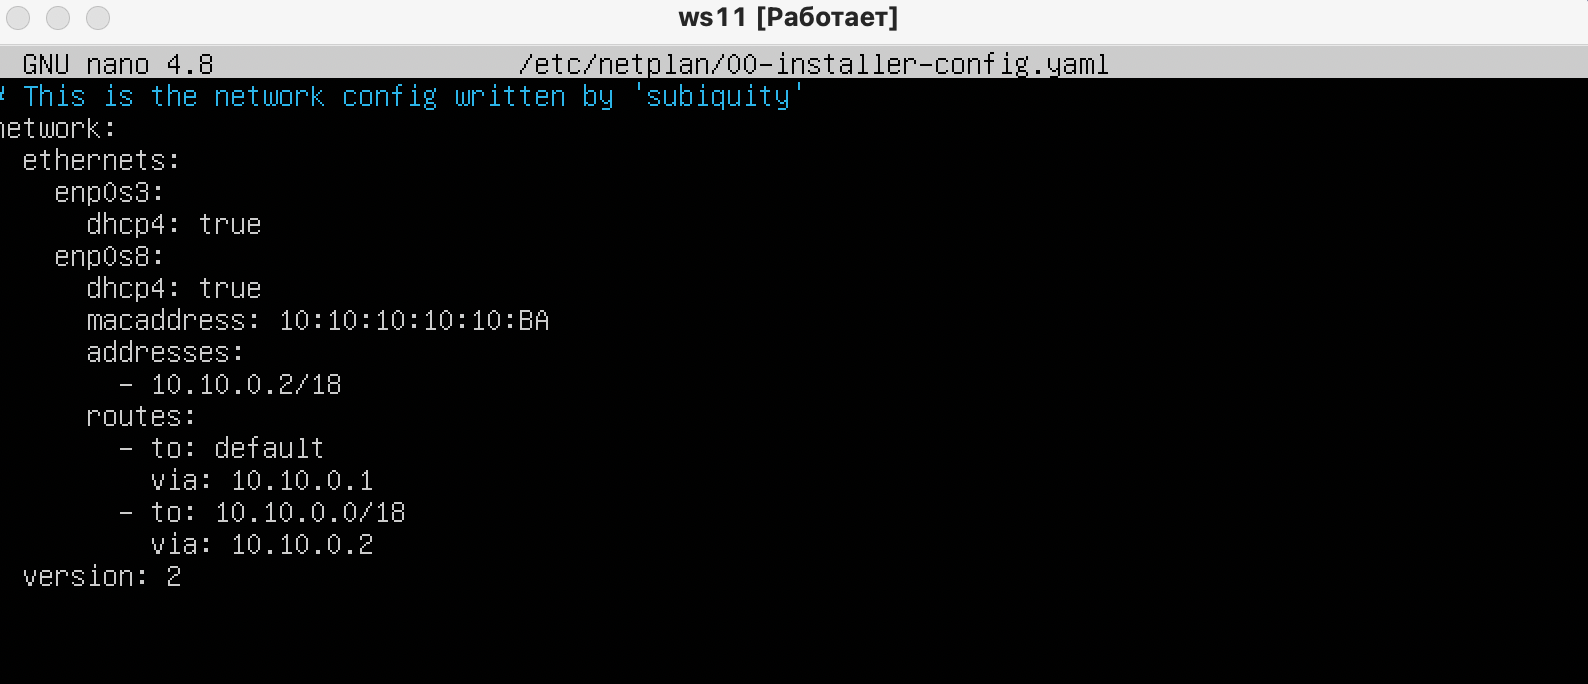 ws11 [Работает]
GNU nano 4.8 /etc/netplan/00-installer-config.yaml
# This is the network config written by 'subiquity'
network:
  ethernets:
    enp0s3:
      dhcp4: true
    enp0s8:
      dhcp4: true
      macaddress: 10:10:10:10:10:BA
      addresses:
        - 10.10.0.2/18
      routes:
        - to: default
          via: 10.10.0.1
        - to: 10.10.0.0/18
          via: 10.10.0.2
  version: 2